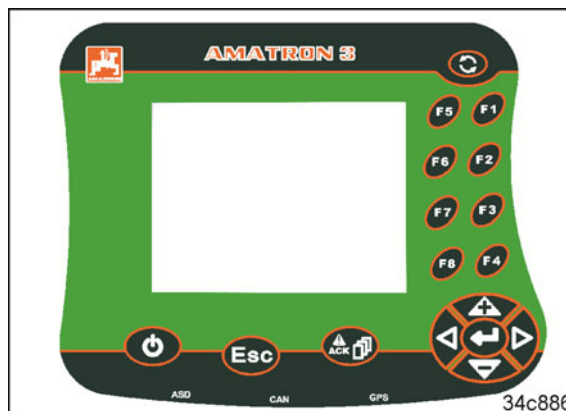 AMATRON 3
F5 F1
F6 F2
F7 F3
F8 F4
Esc
ACK
ASD CAN GPS
34c886